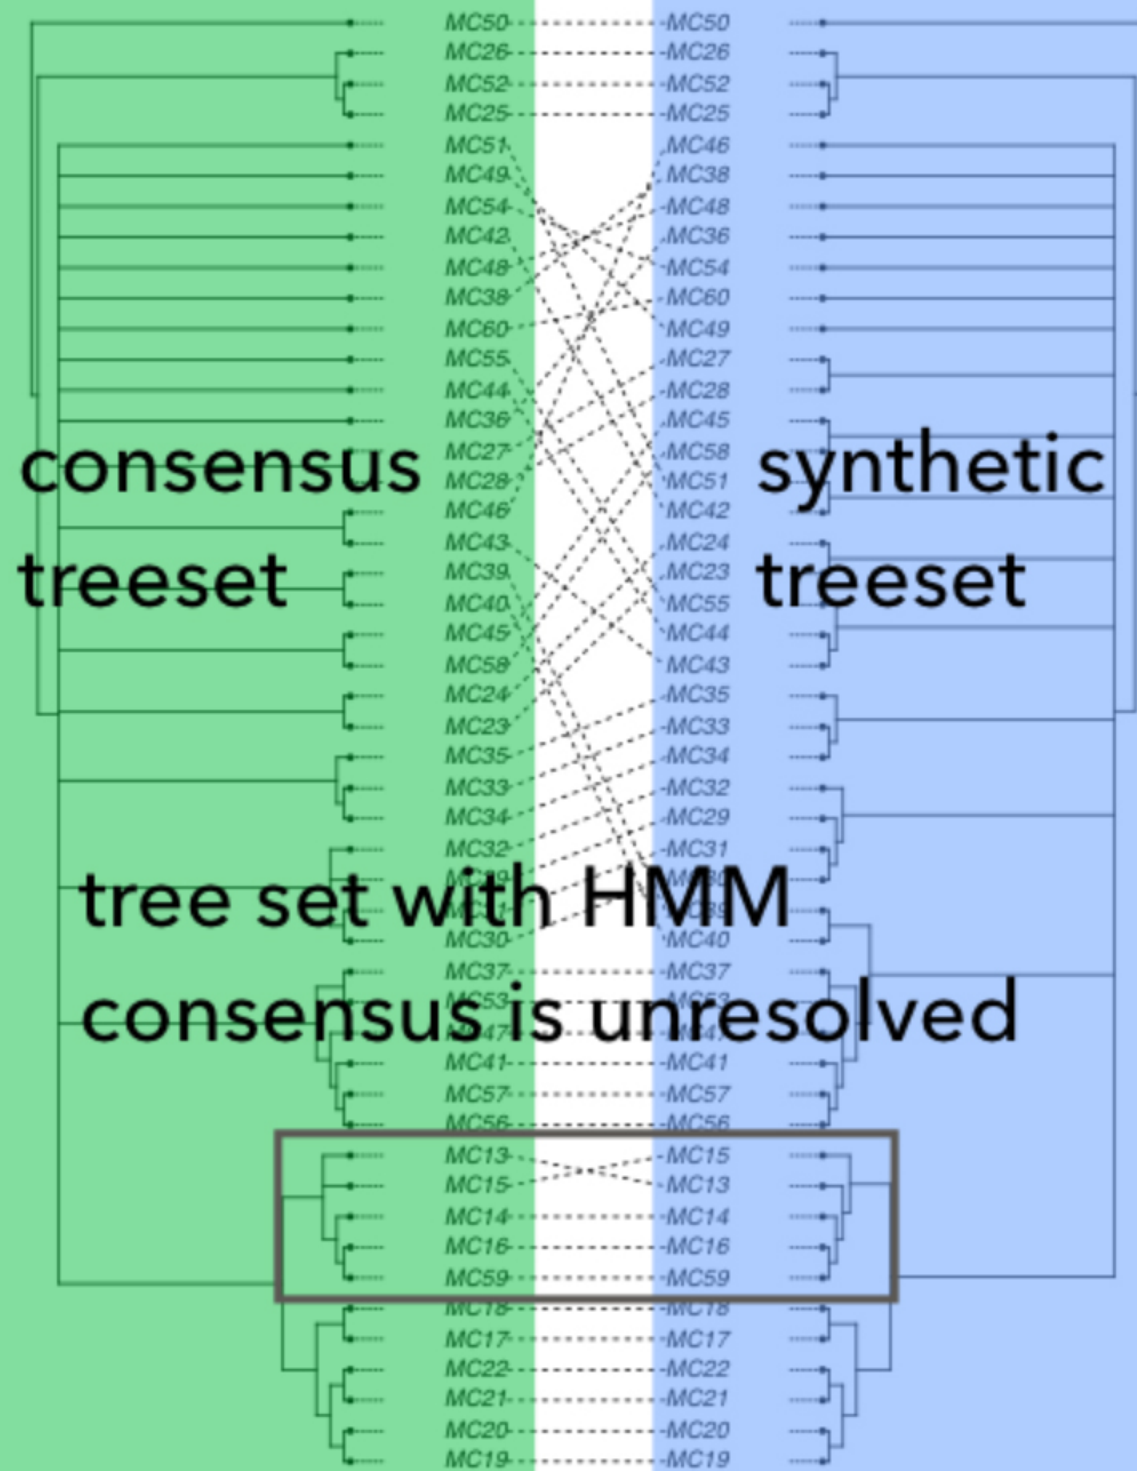 MC50 MC50
MC26 MC26
MC52 MC52
MC25 MC25
MC51 MC46
MC49 MC38
MC54 MC48
MC42 MC36
MC48 MC54
MC38 MC60
MC60 MC49
MC55 MC27
MC44 MC28
MC36 MC45
MC27 MC58
consensus synthetic
MC28 MC51
MC46 MC42
MC43 MC24
MC39 MC23
treeset treeset
MC40 MC55
MC45 MC44
MC58 MC43
MC24 MC35
MC23 MC33
MC35 MC34
MC33 MC32
MC34 MC29
MC32 MC31
tree set with HMM
MC30 MC40
MC37 MC37
consensus is unresolved
MC53 MC53
MC47 MC47
MC41 MC41
MC57 MC57
MC56 MC56
MC13 MC15
MC15 MC13
MC14 MC14
MC16 MC16
MC59 MC59
MC18 MC18
MC17 MC17
MC22 MC22
MC21 MC21
MC20 MC20
MC19 MC19